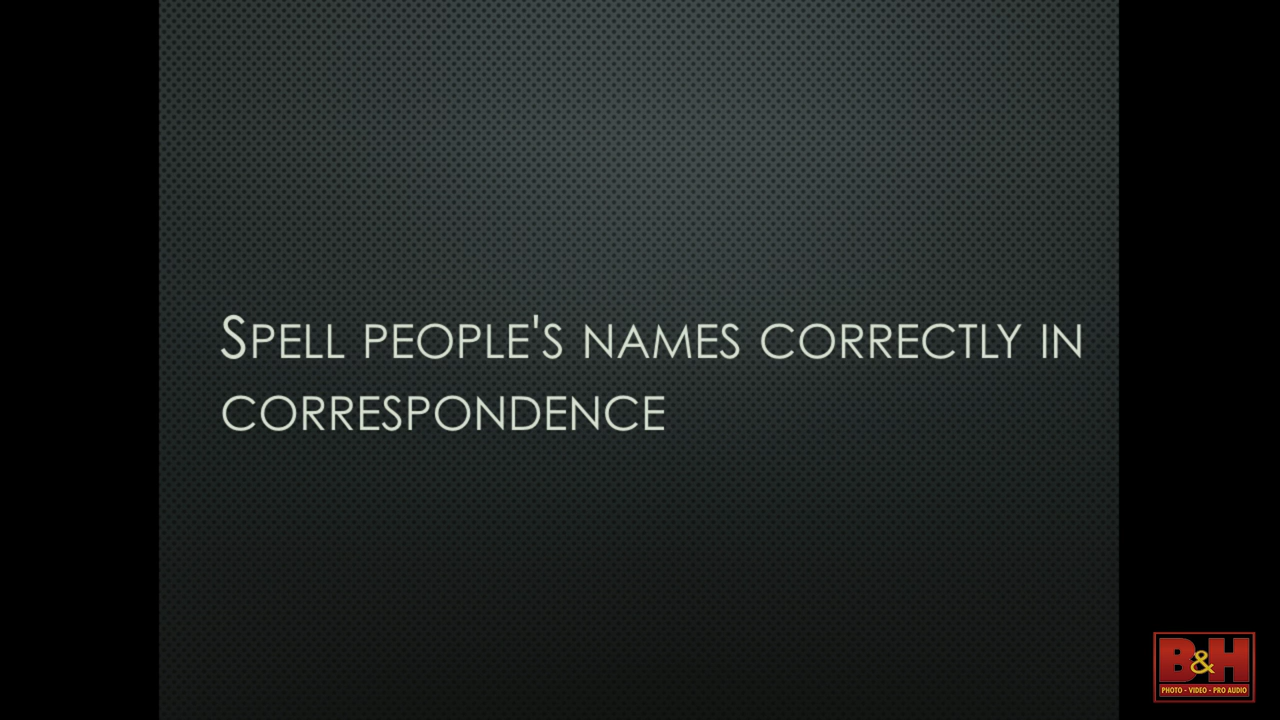 Spell people's names correctly in
correspondence
B&H
PHOTO - VIDEO - PRO AUDIO